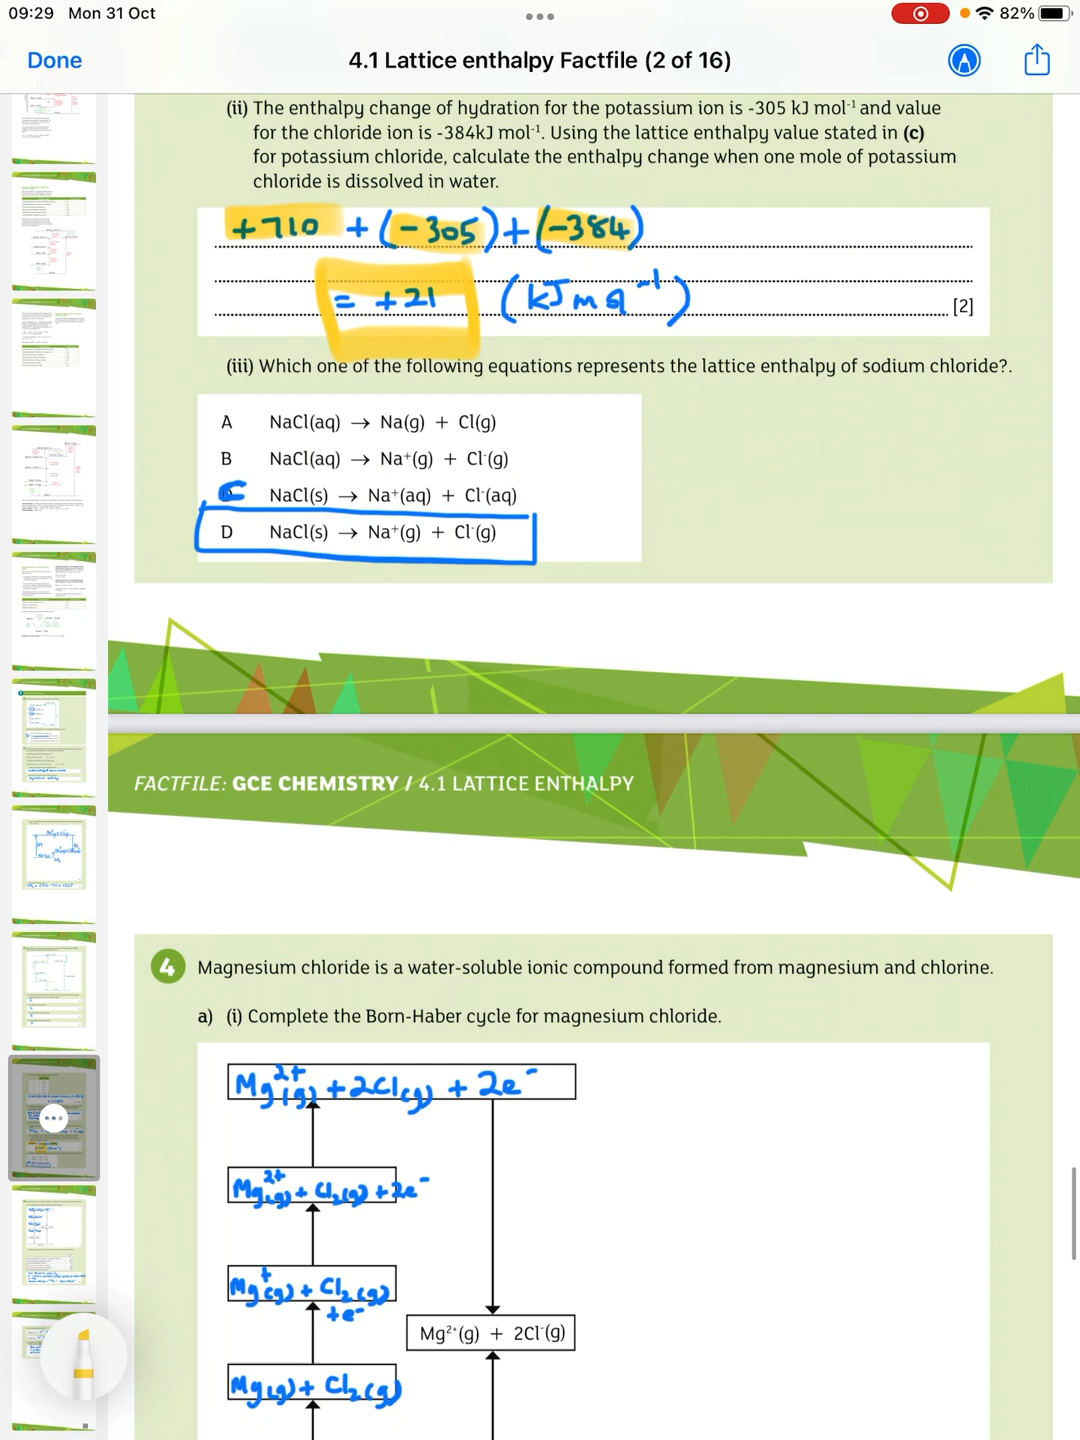 09:29 Mon 31 Oct
82%
Done
4.1 Lattice enthalpy Factfile (2 of 16)
(ii) The enthalpy change of hydration for the potassium ion is -305 kJ mol⁻¹ and value
for the chloride ion is -384kJ mol⁻¹. Using the lattice enthalpy value stated in (c)
for potassium chloride, calculate the enthalpy change when one mole of potassium
chloride is dissolved in water.
+710 + (-305) + (-384)
= +21 (kJ mol⁻¹)
[2]
(iii) Which one of the following equations represents the lattice enthalpy of sodium chloride?.
A NaCl(aq) → Na(g) + Cl(g)
B NaCl(aq) → Na⁺(g) + Cl⁻(g)
C NaCl(s) → Na⁺(aq) + Cl⁻(aq)
D NaCl(s) → Na⁺(g) + Cl⁻(g)
FACTFILE: GCE CHEMISTRY / 4.1 LATTICE ENTHALPY
4 Magnesium chloride is a water-soluble ionic compound formed from magnesium and chlorine.
a) (i) Complete the Born-Haber cycle for magnesium chloride.
Mg²⁺(g) + 2Cl(g) + 2e⁻
Mg²⁺(g) + Cl₂(g) + 2e⁻
Mg⁺(g) + Cl₂(g)
+e⁻
Mg²⁺(g) + 2Cl⁻(g)
Mg(g) + Cl₂(g)